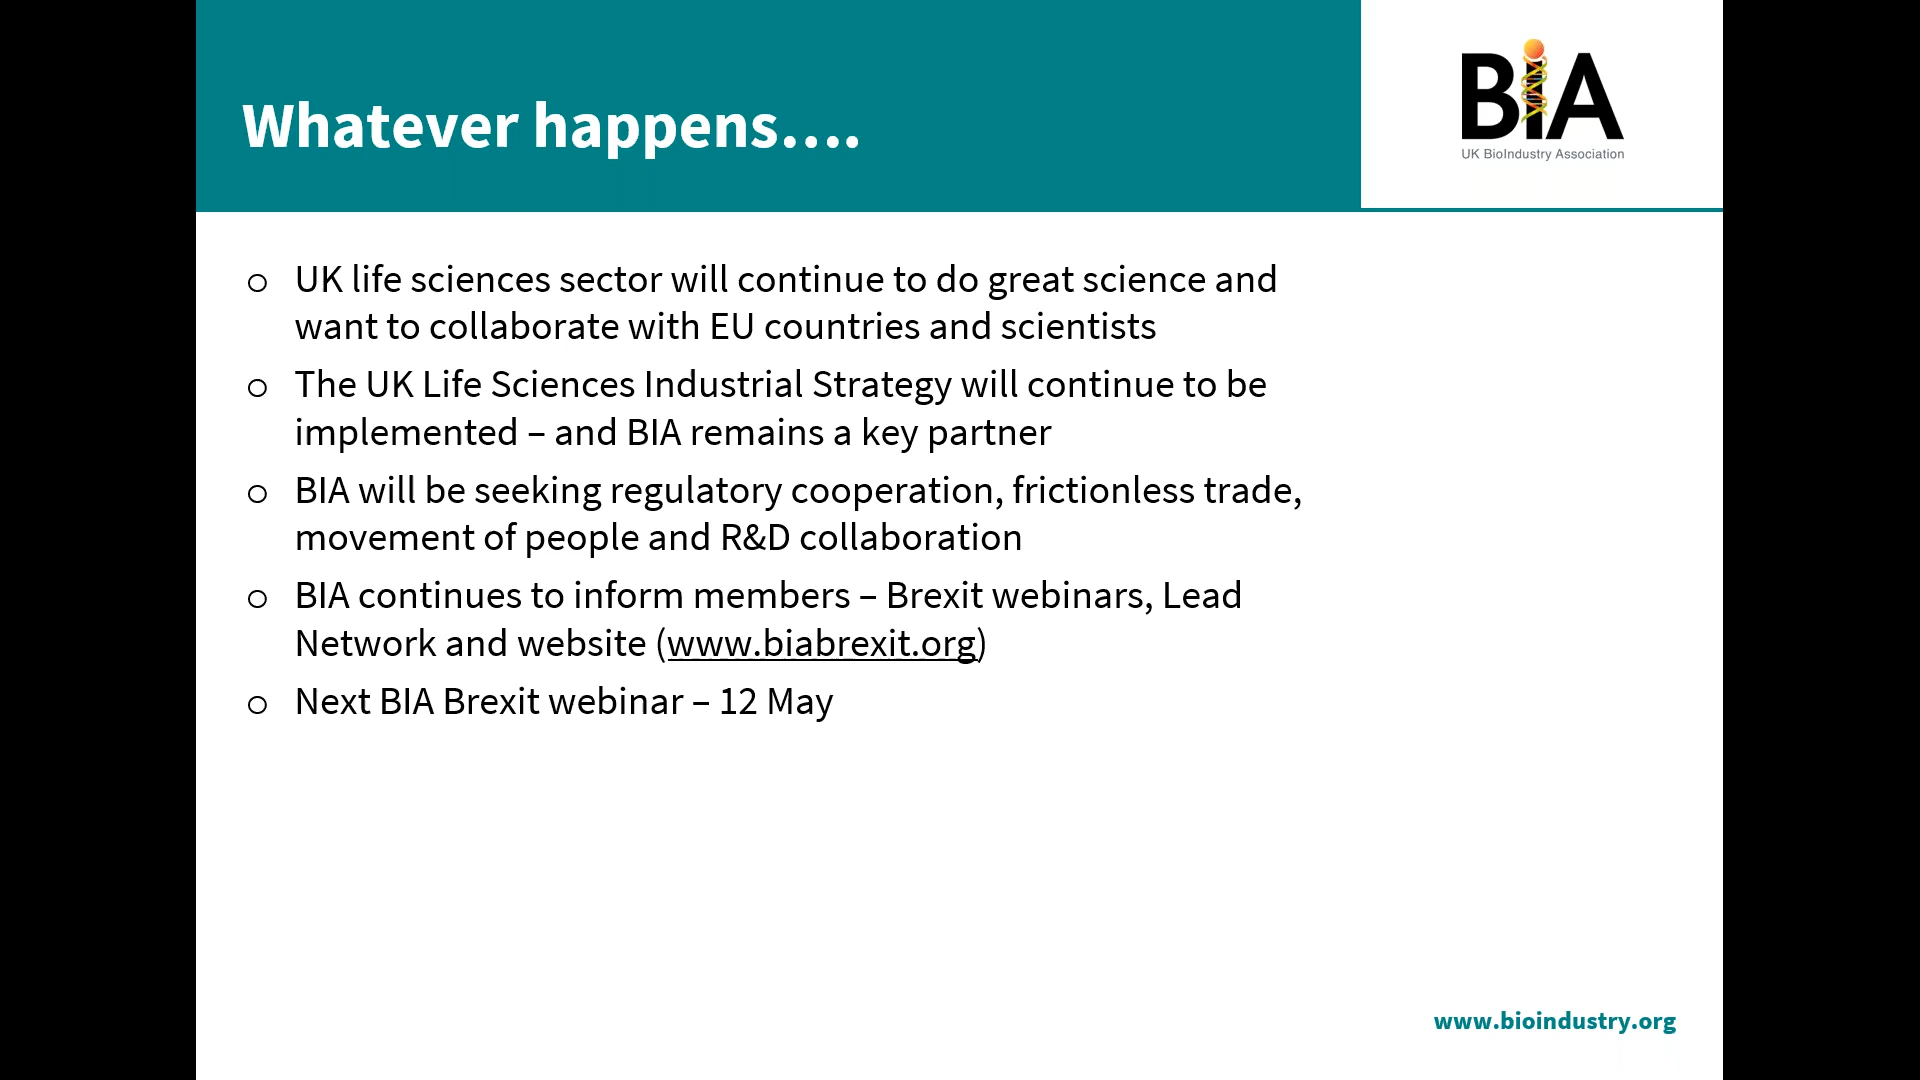 Whatever happens....
BIA
UK BioIndustry Association
o UK life sciences sector will continue to do great science and
want to collaborate with EU countries and scientists
o The UK Life Sciences Industrial Strategy will continue to be
implemented – and BIA remains a key partner
o BIA will be seeking regulatory cooperation, frictionless trade,
movement of people and R&D collaboration
o BIA continues to inform members – Brexit webinars, Lead
Network and website (www.biabrexit.org)
o Next BIA Brexit webinar – 12 May
www.bioindustry.org